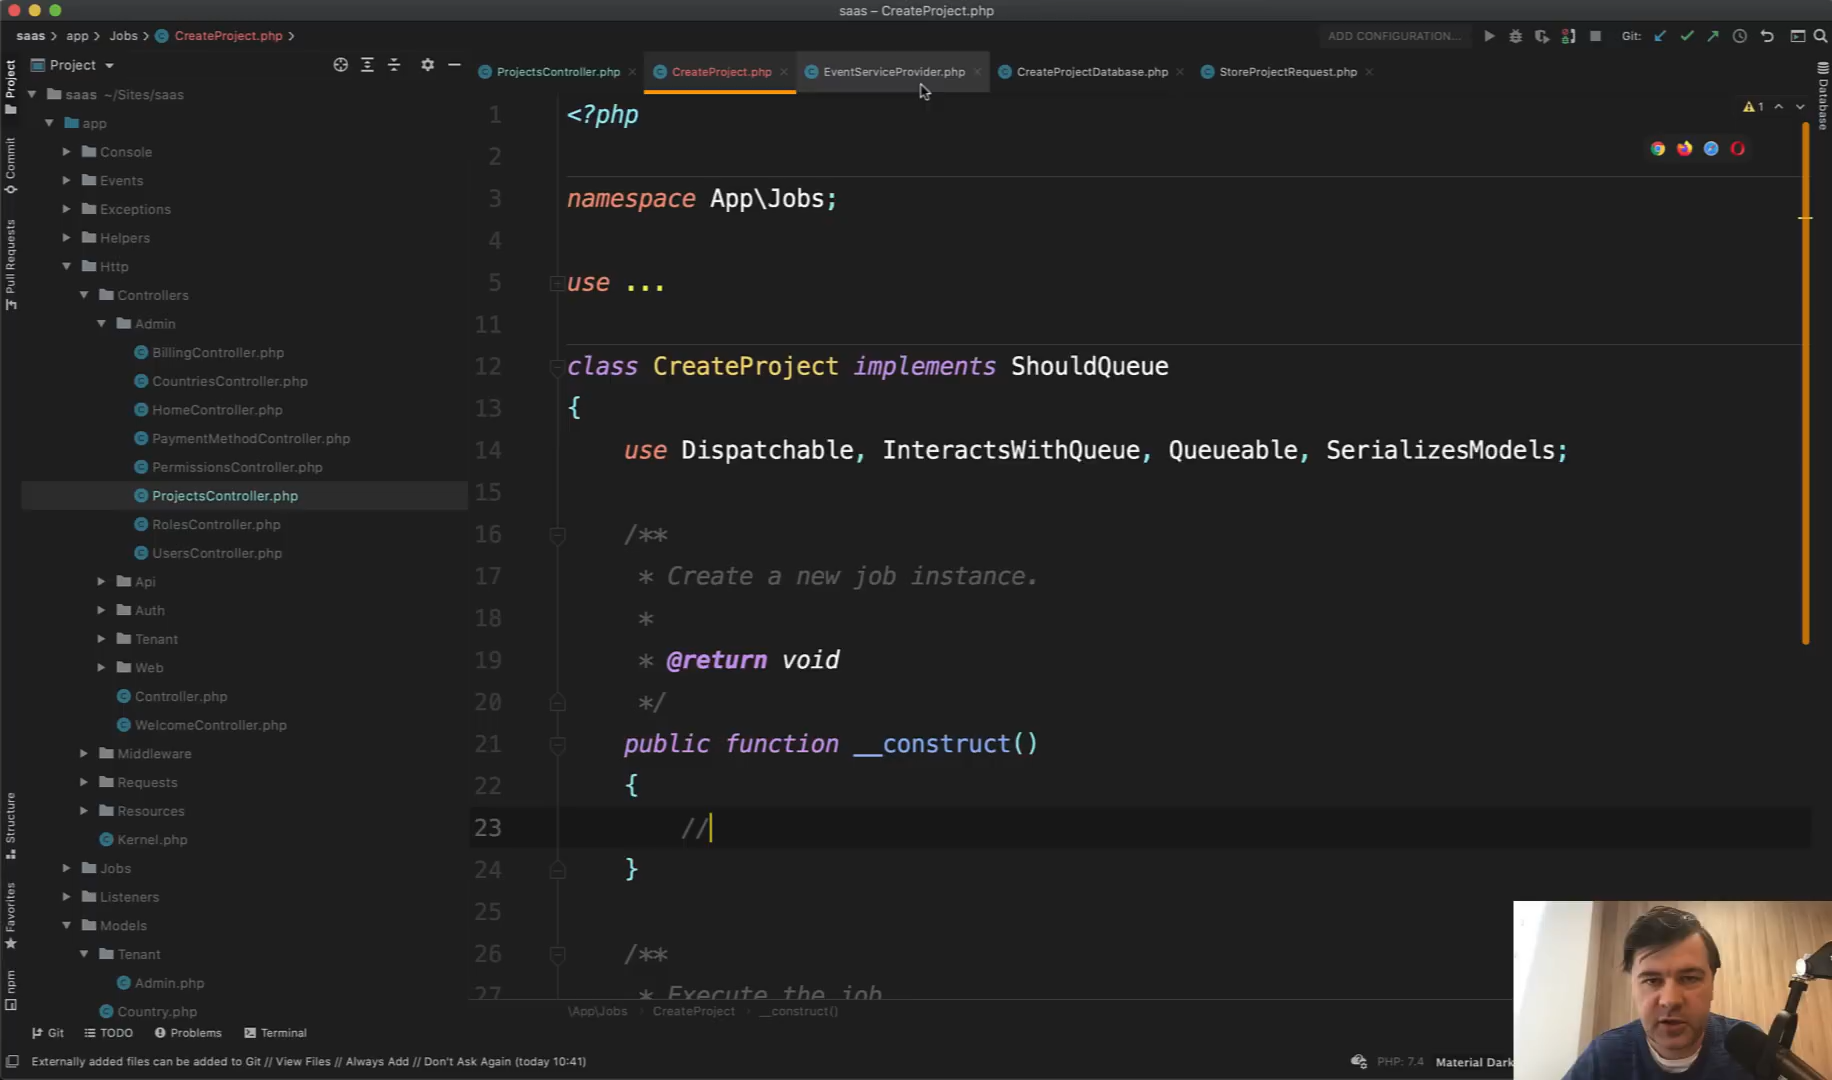 saas – CreateProject.php
saas > app > Jobs > CreateProject.php >
ADD CONFIGURATION...
Git:
Project
ProjectsController.php
CreateProject.php
EventServiceProvider.php
CreateProjectDatabase.php
StoreProjectRequest.php
Project
Commit
Pull Requests
Structure
Favorites
npm
Database
saas ~/Sites/saas
app
Console
Events
Exceptions
Helpers
Http
Controllers
Admin
BillingController.php
CountriesController.php
HomeController.php
PaymentMethodController.php
PermissionsController.php
ProjectsController.php
RolesController.php
UsersController.php
Api
Auth
Tenant
Web
Controller.php
WelcomeController.php
Middleware
Requests
Resources
Kernel.php
Jobs
Listeners
Models
Tenant
Admin.php
Country.php
1
1 <?php
2
3 namespace App\Jobs;
4
5 use ...
11
12 class CreateProject implements ShouldQueue
13 {
14 use Dispatchable, InteractsWithQueue, Queueable, SerializesModels;
15
16 /**
17 * Create a new job instance.
18 *
19 * @return void
20 */
21 public function __construct()
22 {
23 //
24 }
25
26 /**
27 * Execute the job
\App\Jobs > CreateProject > __construct()
Git TODO Problems Terminal
Externally added files can be added to Git // View Files // Always Add // Don't Ask Again (today 10:41)
PHP: 7.4 Material Dark